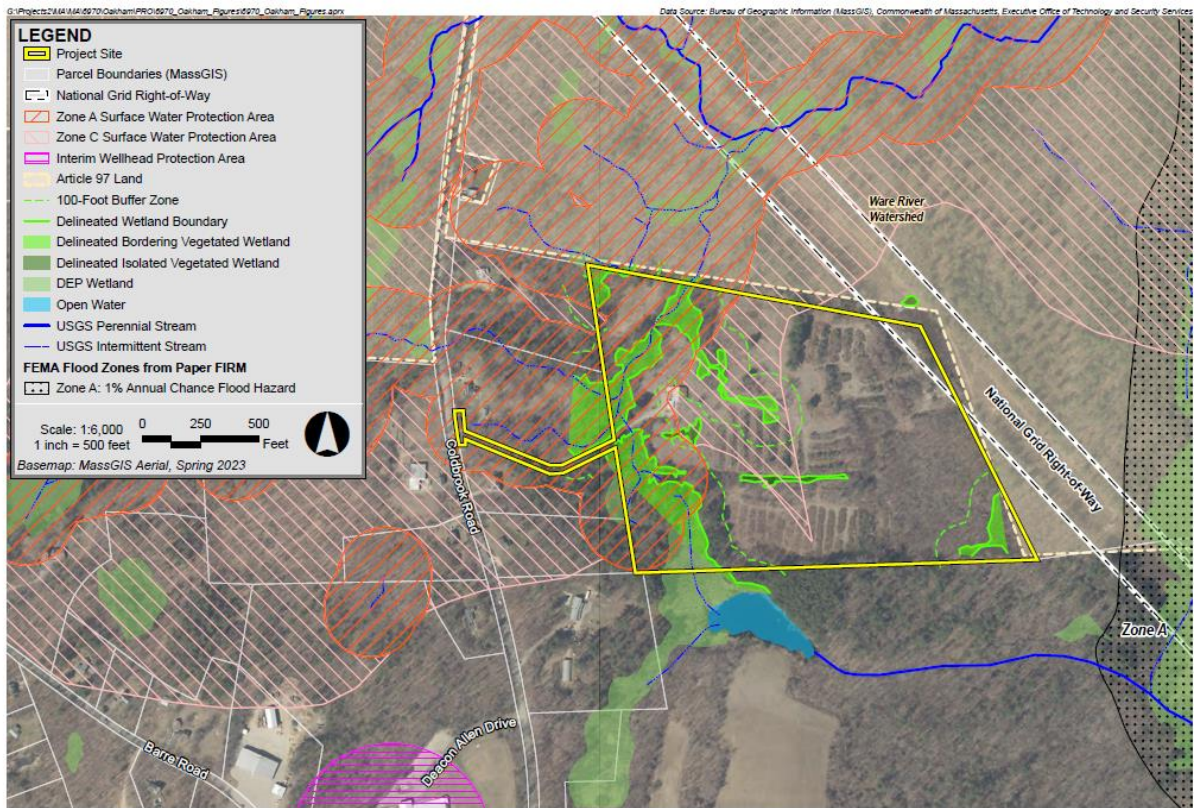 G:\Projects2\MA\MA\6970\Oakham\PRO\6970_Oakham_Figures\6970_Oakham_Figures.aprx
Data Source: Bureau of Geographic Information (MassGIS), Commonwealth of Massachusetts, Executive Office of Technology and Security Services
LEGEND
Project Site
Parcel Boundaries (MassGIS)
National Grid Right-of-Way
Zone A Surface Water Protection Area
Zone C Surface Water Protection Area
Interim Wellhead Protection Area
Article 97 Land
100-Foot Buffer Zone
Delineated Wetland Boundary
Delineated Bordering Vegetated Wetland
Delineated Isolated Vegetated Wetland
DEP Wetland
Open Water
USGS Perennial Stream
USGS Intermittent Stream
FEMA Flood Zones from Paper FIRM
Zone A: 1% Annual Chance Flood Hazard
Scale: 1:6,000
1 inch = 500 feet
0 250 500
Feet
Basemap: MassGIS Aerial, Spring 2023
Ware River
Watershed
National Grid Right-of-Way
Coldbrook Road
Zone A
Barre Road
Deacon Allen Drive